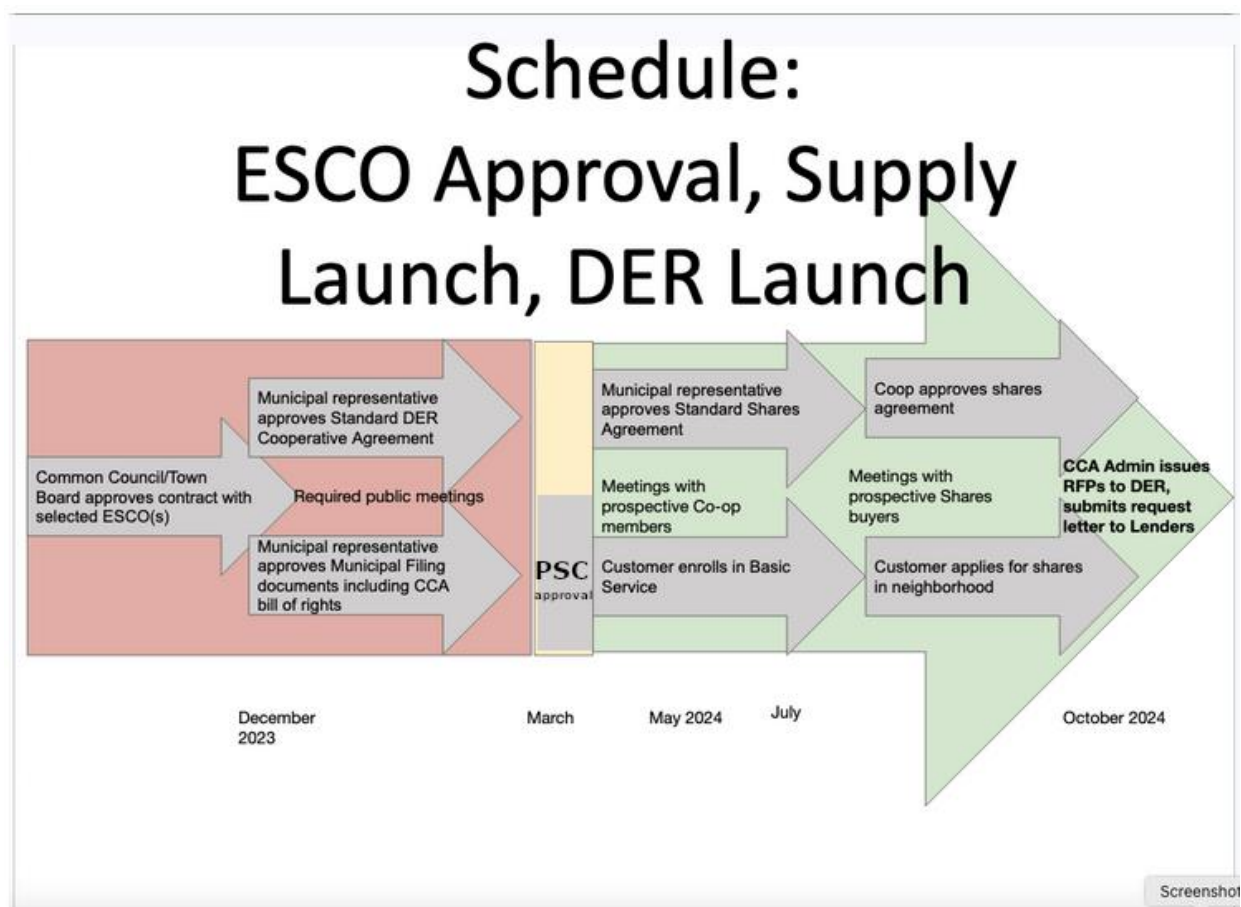 Schedule:
ESCO Approval, Supply
Launch, DER Launch
Common Council/Town
Board approves contract with
selected ESCO(s)
Municipal representative
approves Standard DER
Cooperative Agreement
Required public meetings
Municipal representative
approves Municipal Filing
documents including CCA
bill of rights
PSC
approval
Municipal representative
approves Standard Shares
Agreement
Meetings with
prospective Co-op
members
Customer enrolls in Basic
Service
Coop approves shares
agreement
Meetings with
prospective Shares
buyers
Customer applies for shares
in neighborhood
CCA Admin issues
RFPs to DER,
submits request
letter to Lenders
December
2023
March
May 2024
July
October 2024
Screenshot